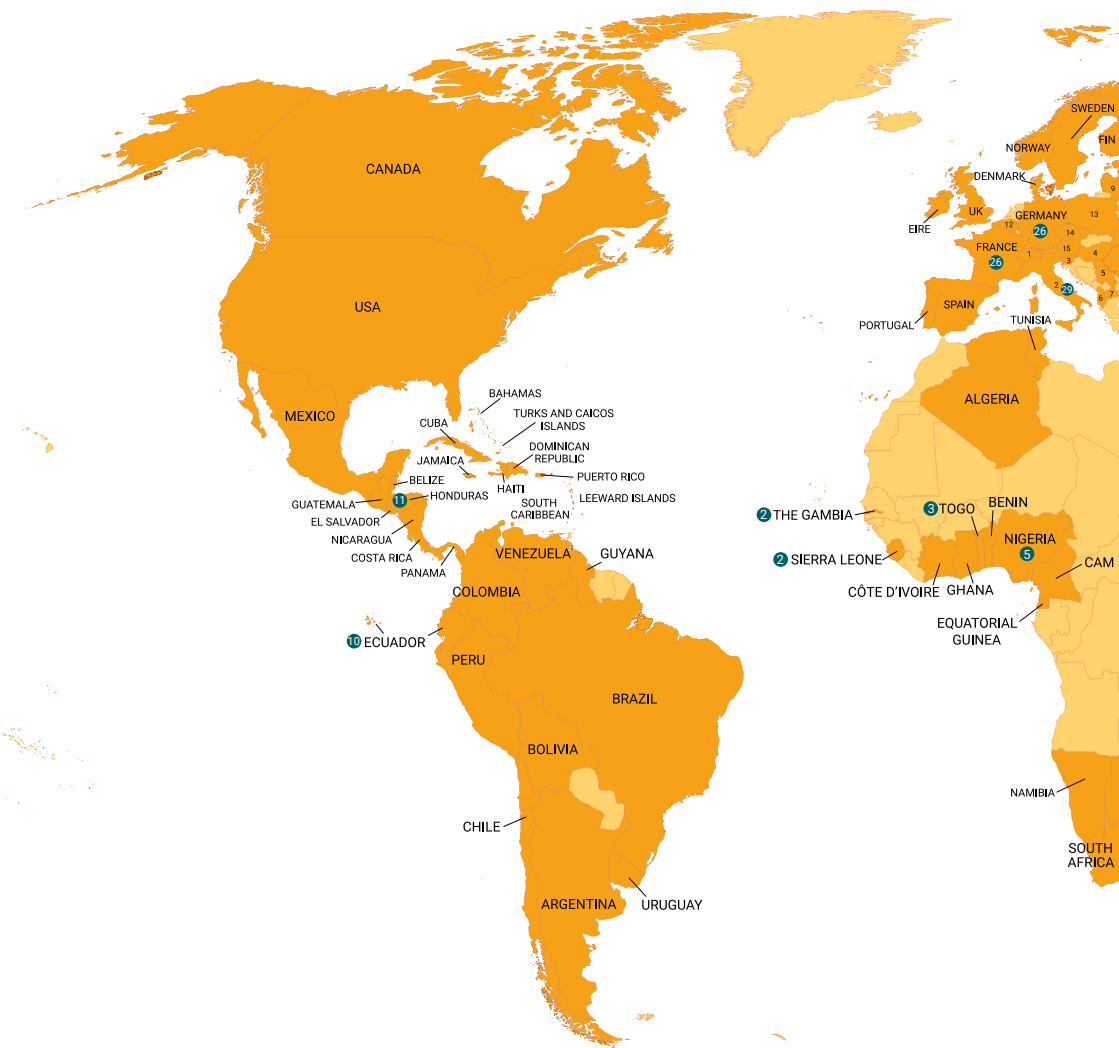 SWEDEN
FIN
NORWAY
DENMARK
9
CANADA
UK
GERMANY
13
12
26
14
EIRE
FRANCE
15
1
4
26
3
5
2
29
7
6
USA
SPAIN
PORTUGAL
TUNISIA
BAHAMAS
ALGERIA
MEXICO
CUBA
TURKS AND CAICOS
ISLANDS
DOMINICAN
REPUBLIC
JAMAICA
PUERTO RICO
BELIZE
HAITI
GUATEMALA
11 HONDURAS
LEEWARD ISLANDS
SOUTH
CARIBBEAN
EL SALVADOR
2 THE GAMBIA
3 TOGO
BENIN
NICARAGUA
NIGERIA
5
COSTA RICA
VENEZUELA
GUYANA
2 SIERRA LEONE
CAM
PANAMA
COLOMBIA
CÔTE D'IVOIRE
GHANA
EQUATORIAL
GUINEA
10 ECUADOR
PERU
BRAZIL
BOLIVIA
NAMIBIA
CHILE
SOUTH
AFRICA
ARGENTINA
URUGUAY